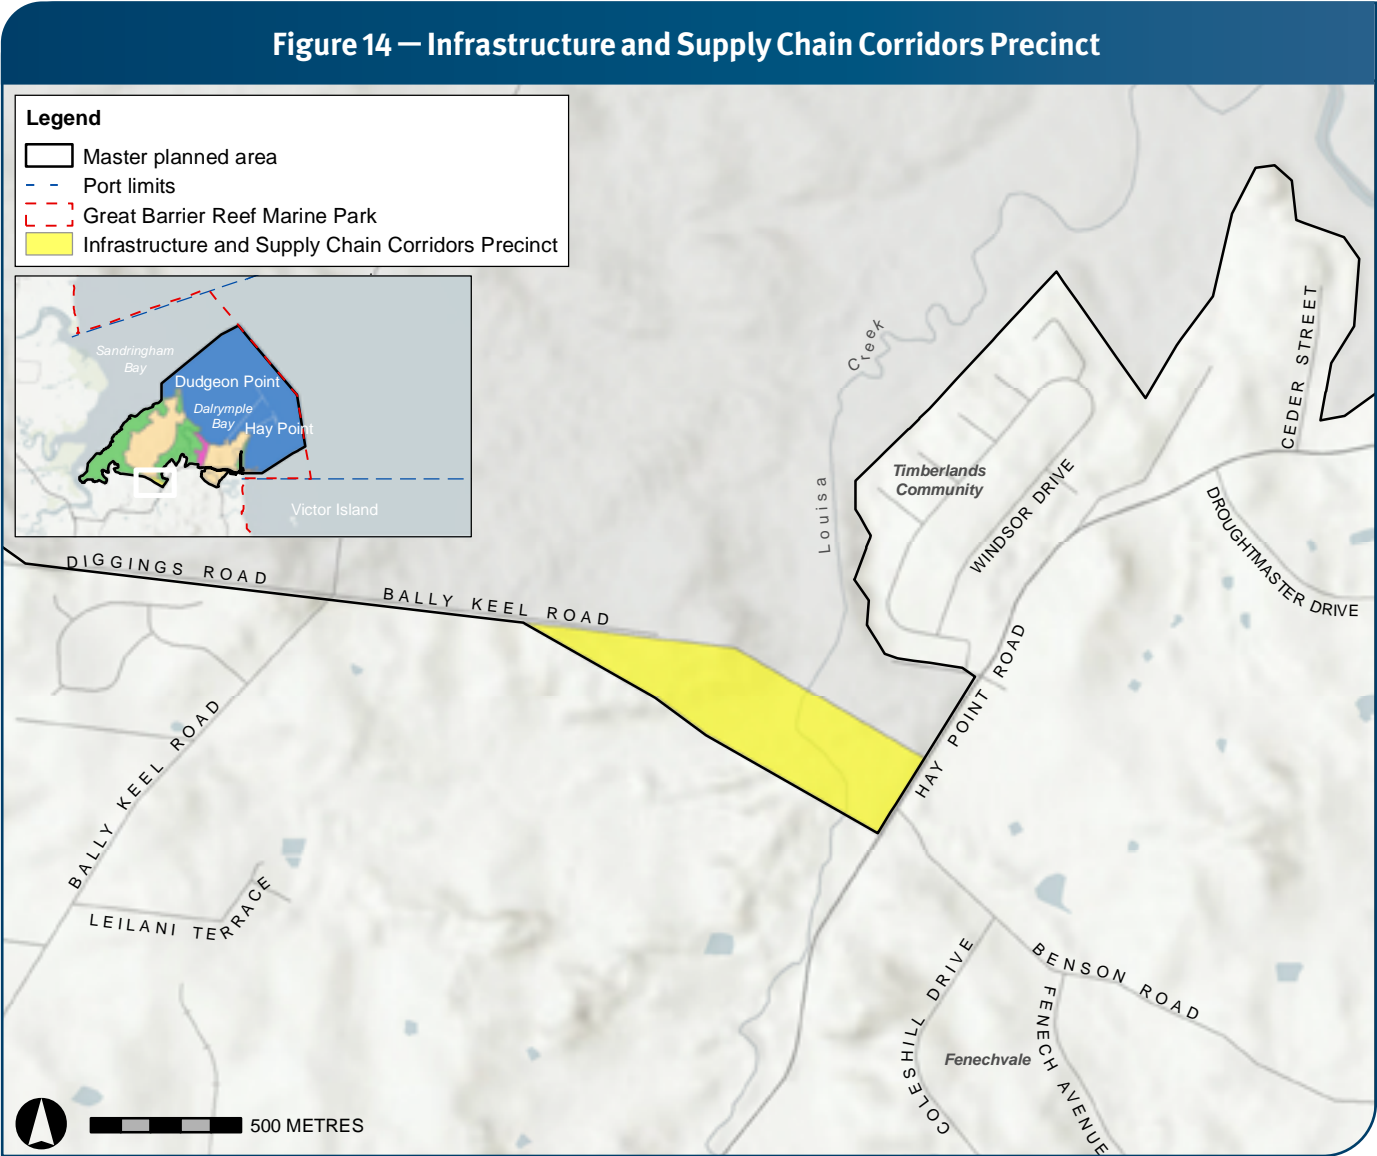 Figure 14 — Infrastructure and Supply Chain Corridors Precinct
Legend
Master planned area
Port limits
Great Barrier Reef Marine Park
Infrastructure and Supply Chain Corridors Precinct
Sandringham
Bay
Dudgeon Point
Dalrymple
Bay
Hay Point
Victor Island
Louisa Creek
CEDER STREET
Timberlands
Community
WINDSOR DRIVE
DROUGHTMASTER DRIVE
DIGGINGS ROAD
BALLY KEEL ROAD
HAY POINT ROAD
BALLY KEEL ROAD
LEILANI TERRACE
BENSON ROAD
COLESHILL DRIVE
FENECH AVENUE
Fenechvale
500 METRES